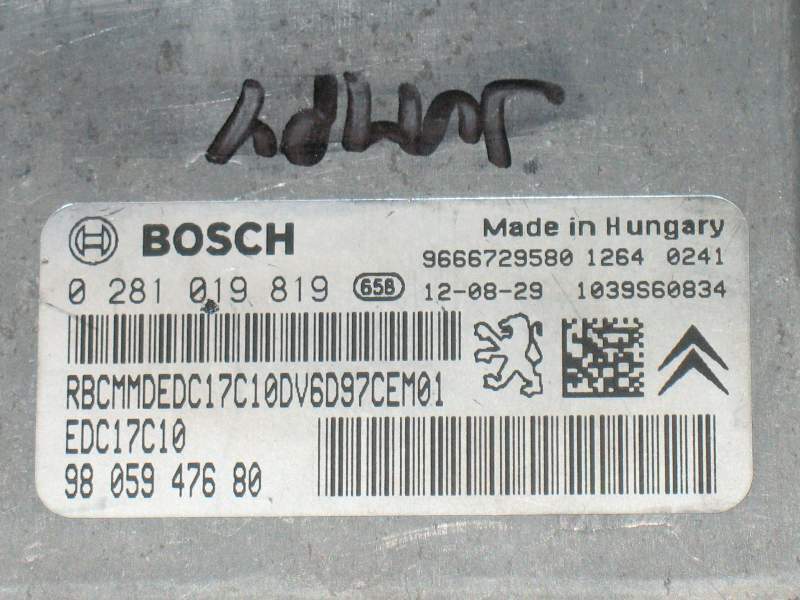 JUMPY
BOSCH
Made in Hungary
9666729580 1264 0241
0 281 019 819 658 12-08-29 1039S60834
RBCMMDEDC17C10DV6D97CEM01
EDC17C10
98 059 476 80